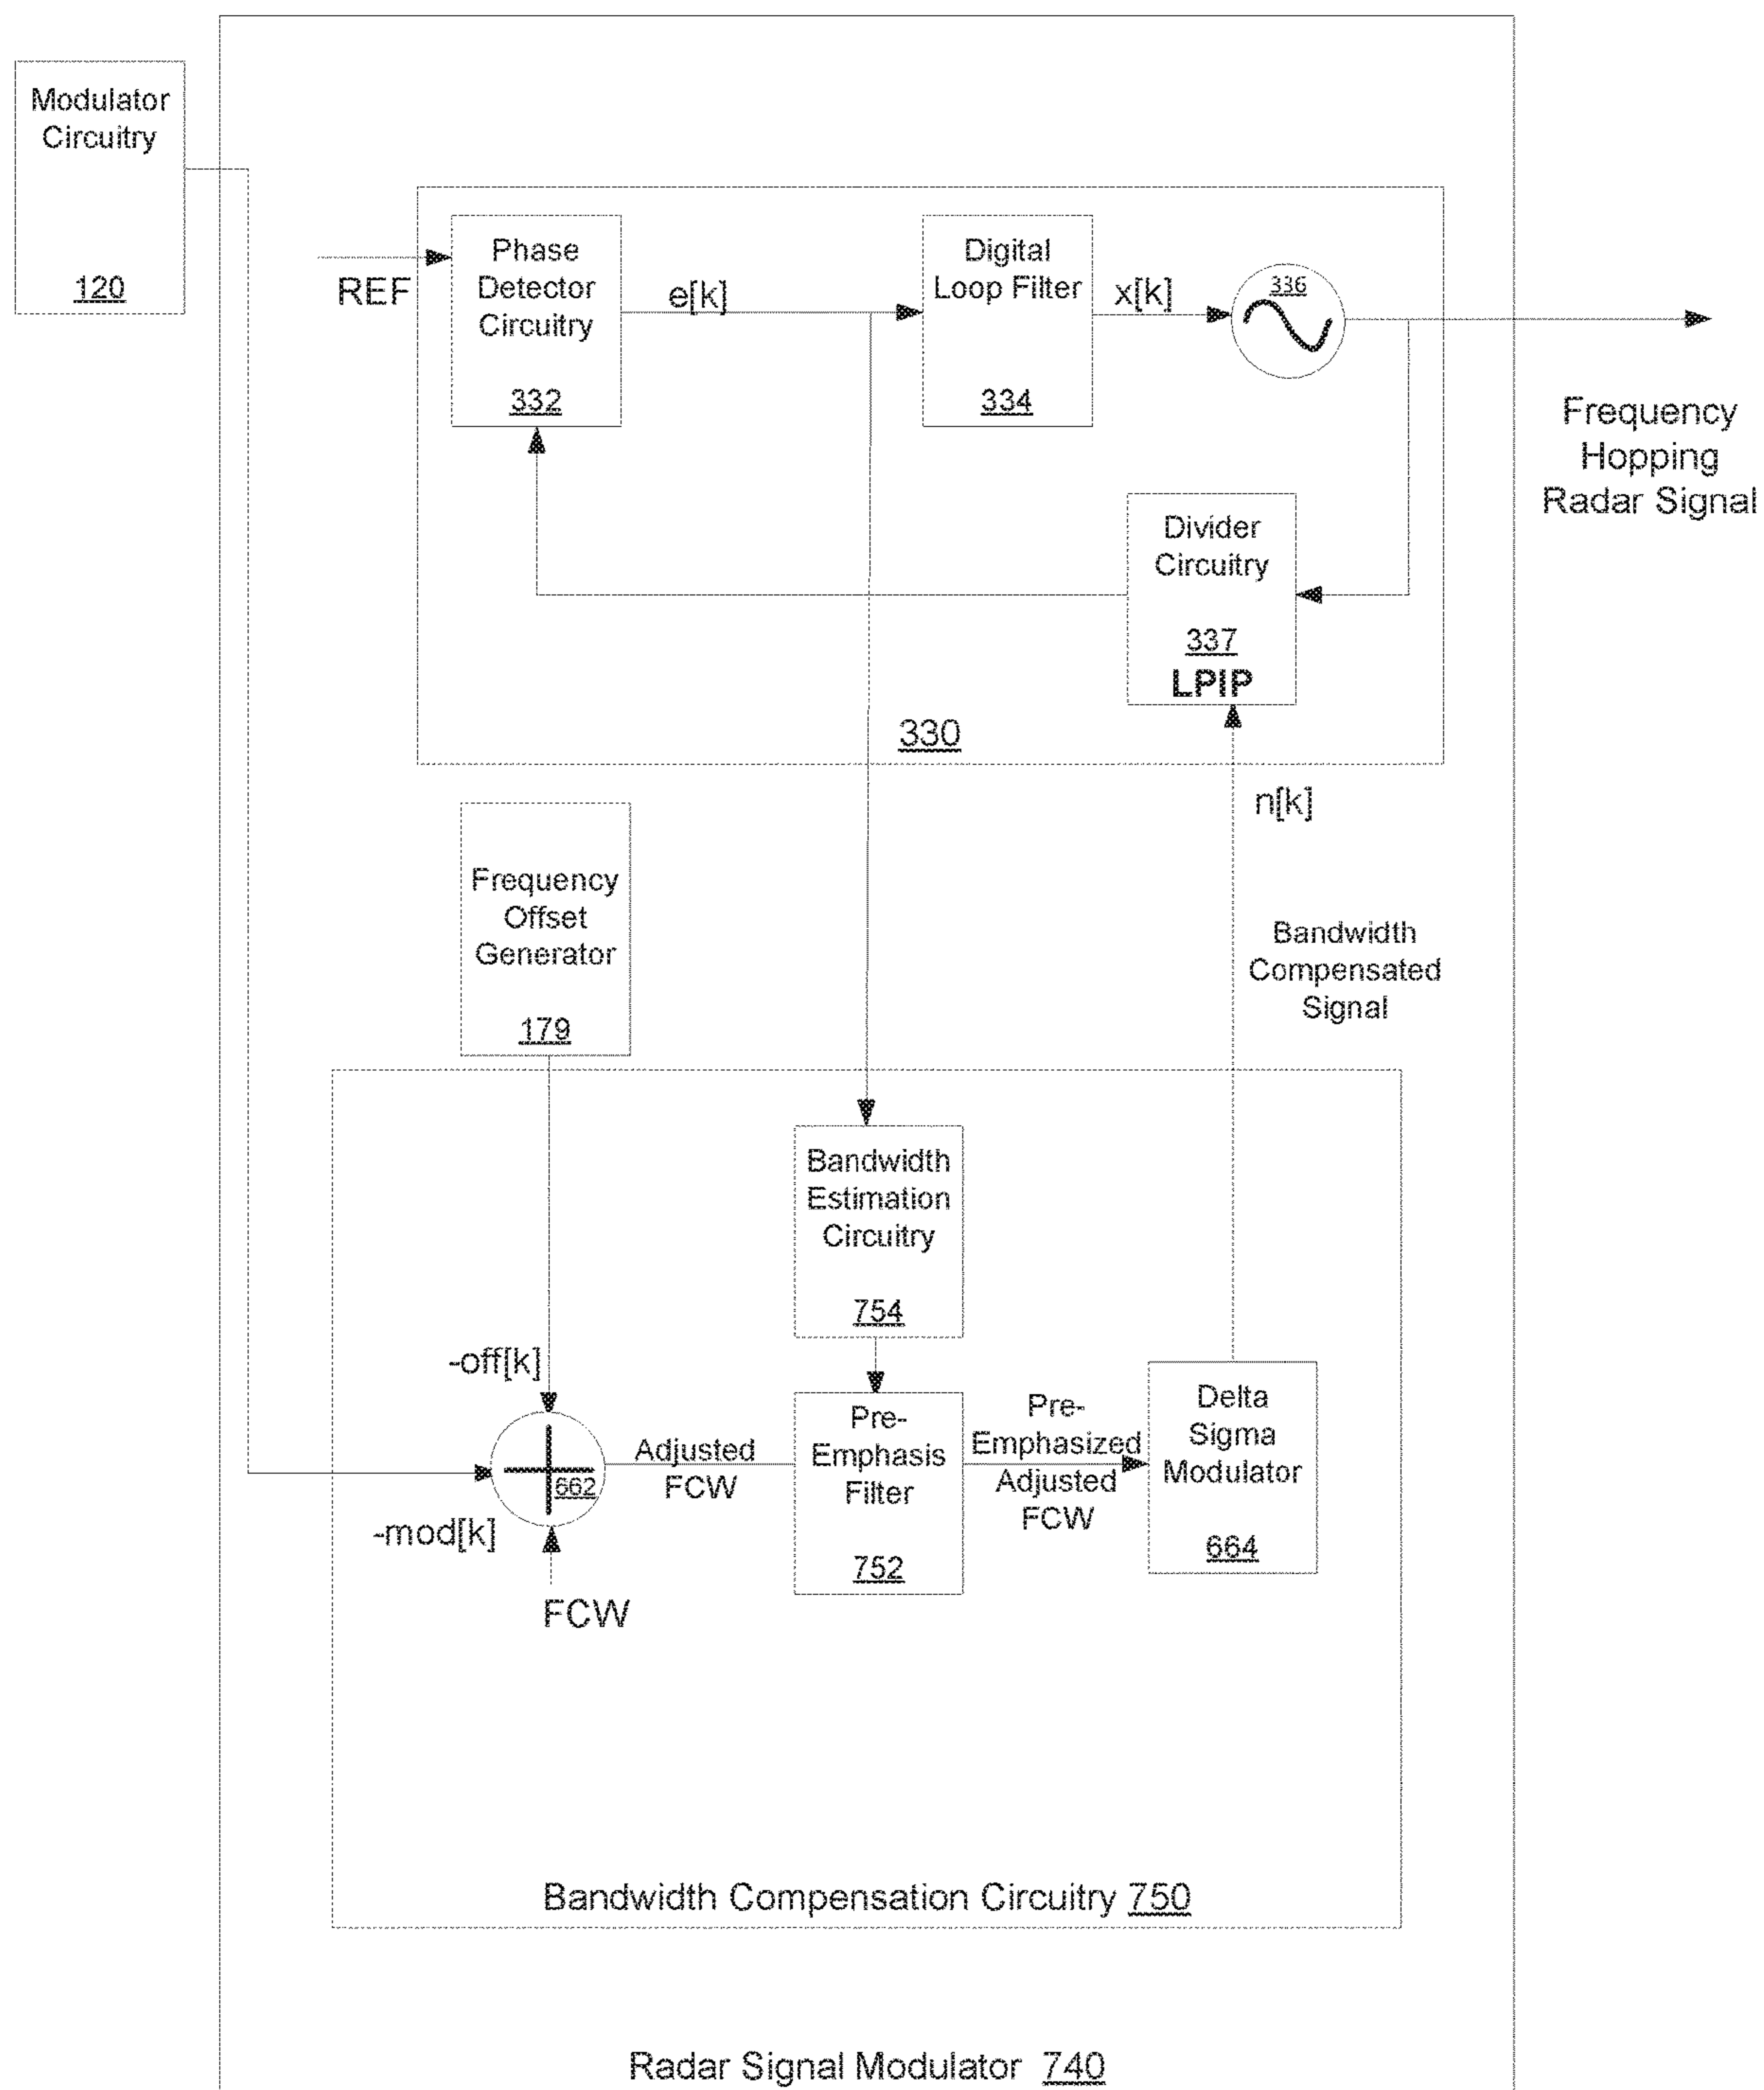 Modulator
Circuitry
120
REF
Phase
Detector
Circuitry
332
e[k]
Digital
Loop Filter
334
x[k]
336
Frequency
Hopping
Radar Signal
Divider
Circuitry
337
LPIP
330
n[k]
Frequency
Offset
Generator
179
Bandwidth
Compensated
Signal
Bandwidth
Estimation
Circuitry
754
-off[k]
662
-mod[k]
FCW
Adjusted
FCW
Pre-
Emphasis
Filter
752
Pre-
Emphasized
Adjusted
FCW
Delta
Sigma
Modulator
664
Bandwidth Compensation Circuitry 750
Radar Signal Modulator 740